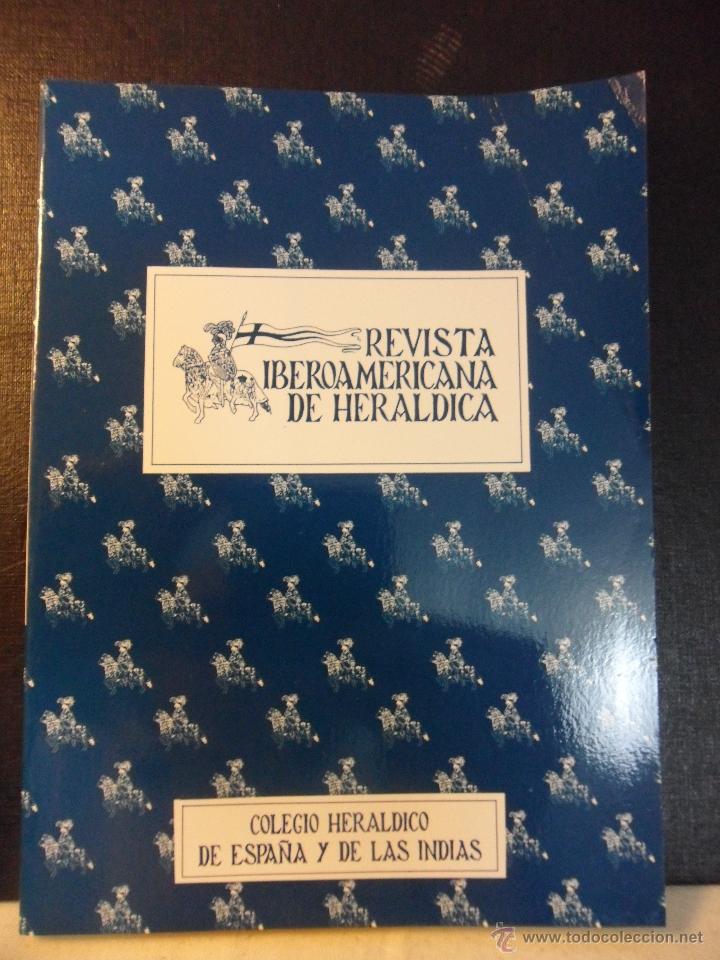 REVISTA
IBEROAMERICANA
DE HERALDICA
COLEGIO HERALDICO
DE ESPAÑA Y DE LAS INDIAS
© www.todocoleccion.net